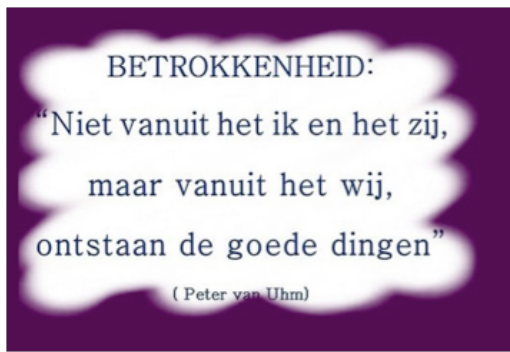 BETROKKENHEID:
“Niet vanuit het ik en het zij,
maar vanuit het wij,
ontstaan de goede dingen”
( Peter van Uhm)